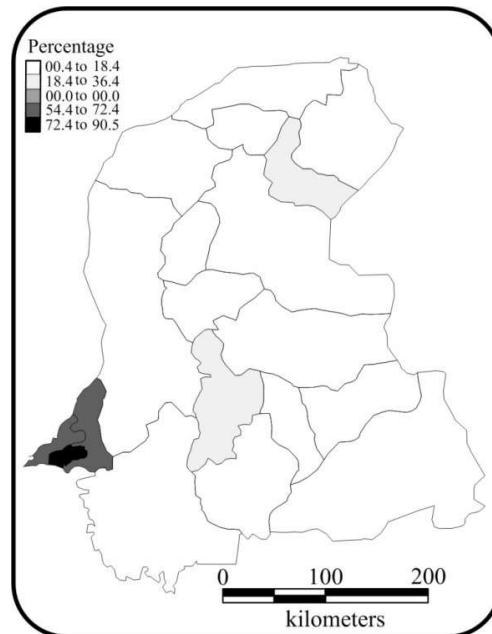 Percentage
00.4 to 18.4
18.4 to 36.4
00.0 to 00.0
54.4 to 72.4
72.4 to 90.5
0 100 200
kilometers